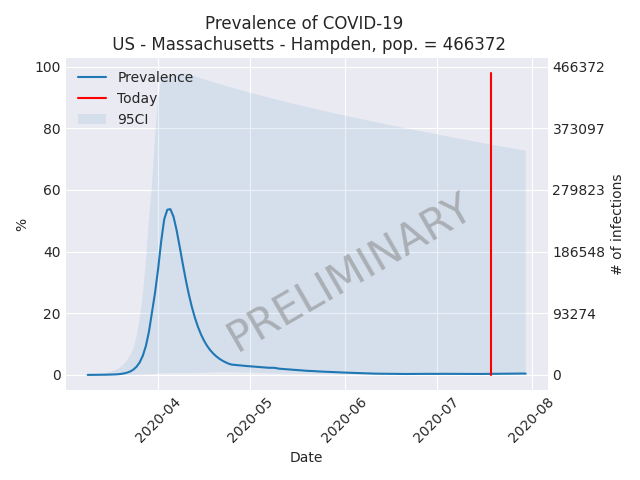 Prevalence of COVID-19
US - Massachusetts - Hampden, pop. = 466372
100
80
60
40
20
0
%
Prevalence
Today
95CI
PRELIMINARY
466372
373097
279823
186548
93274
0
# of infections
2020-04
2020-05
2020-06
2020-07
2020-08
Date